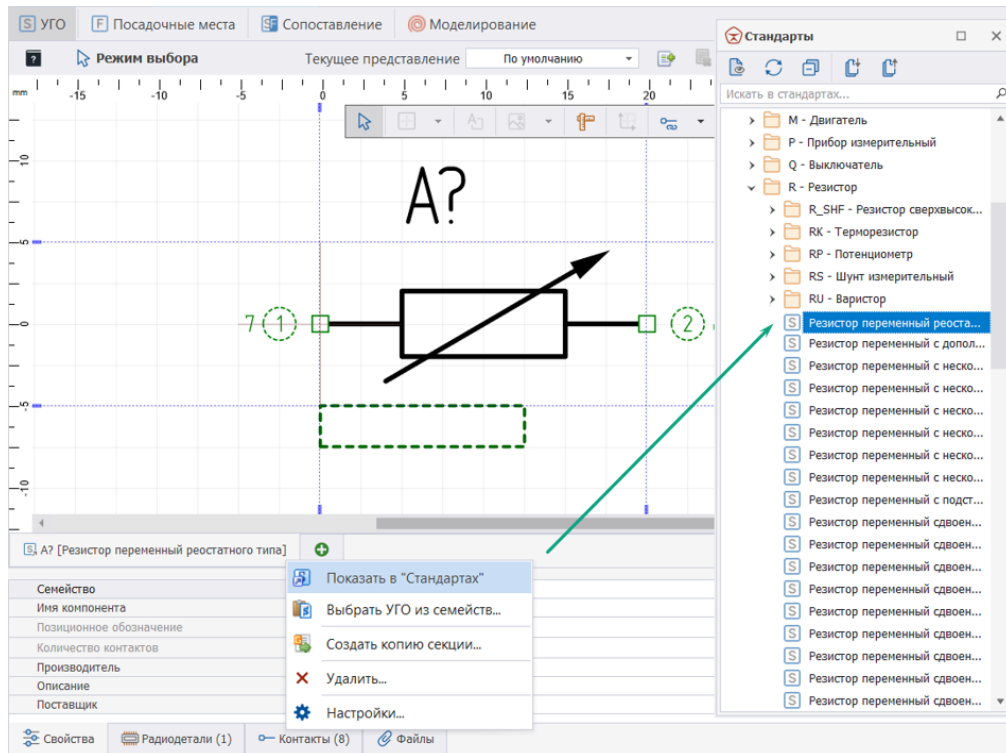 УГО
Посадочные места
Сопоставление
Моделирование
Режим выбора
Текущее представление
По умолчанию
mm
-15 -10 -5 0 5 10 15 20
10
5
0
-5
-10
A?
7 1
2
A? [Резистор переменный реостатного типа]
Семейство
Имя компонента
Позиционное обозначение
Количество контактов
Производитель
Описание
Поставщик
Показать в "Стандартах"
Выбрать УГО из семейств...
Создать копию секции...
Удалить...
Настройки...
Свойства
Радиодетали (1)
Контакты (8)
Файлы
Стандарты
Искать в стандартах...
M - Двигатель
P - Прибор измерительный
Q - Выключатель
R - Резистор
R_SHF - Резистор сверхвысок...
RK - Терморезистор
RP - Потенциометр
RS - Шунт измерительный
RU - Варистор
Резистор переменный реоста...
Резистор переменный с допол...
Резистор переменный с неско...
Резистор переменный с неско...
Резистор переменный с неско...
Резистор переменный с неско...
Резистор переменный с неско...
Резистор переменный с неско...
Резистор переменный с подст...
Резистор переменный сдвоен...
Резистор переменный сдвоен...
Резистор переменный сдвоен...
Резистор переменный сдвоен...
Резистор переменный сдвоен...
Резистор переменный сдвоен...
Резистор переменный сдвоен...
Резистор переменный сдвоен...
Резистор переменный сдвоен...